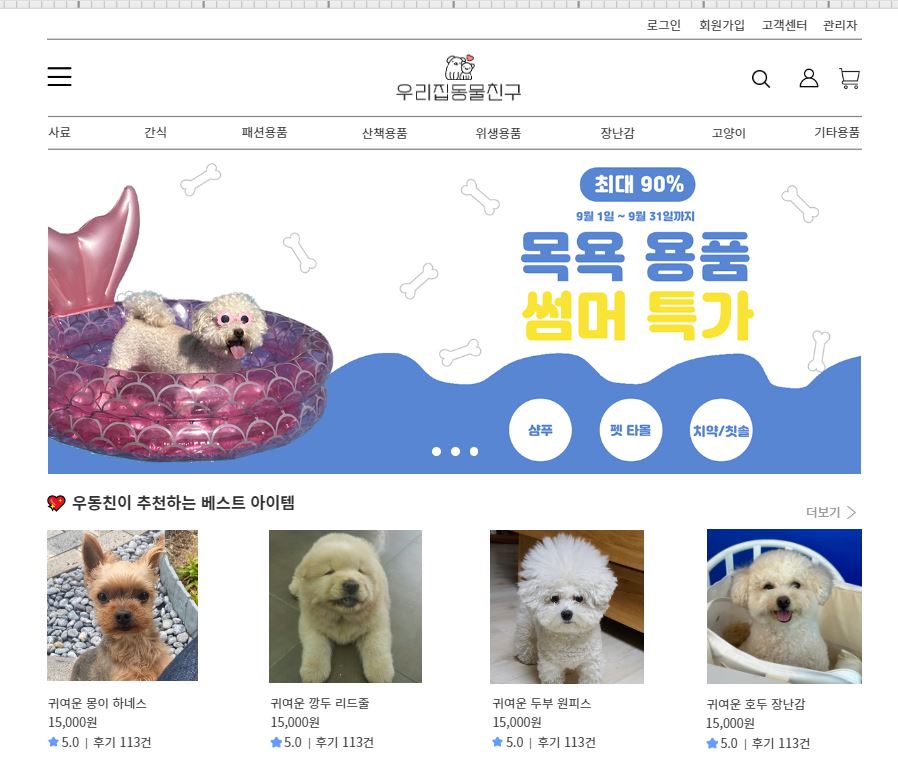 로그인 회원가입 고객센터 관리자
우리집동물친구
사료 간식 패션용품 산책용품 위생용품 장난감 고양이 기타용품
최대 90%
9월 1일 ~ 9월 31일까지
목욕 용품
썸머 특가
샴푸 펫 타올 치약/칫솔
우동친이 추천하는 베스트 아이템
더보기 >
귀여운 몽이 하네스
15,000원
5.0 | 후기 113건
귀여운 깡두 리드줄
15,000원
5.0 | 후기 113건
귀여운 두부 원피스
15,000원
5.0 | 후기 113건
귀여운 호두 장난감
15,000원
5.0 | 후기 113건